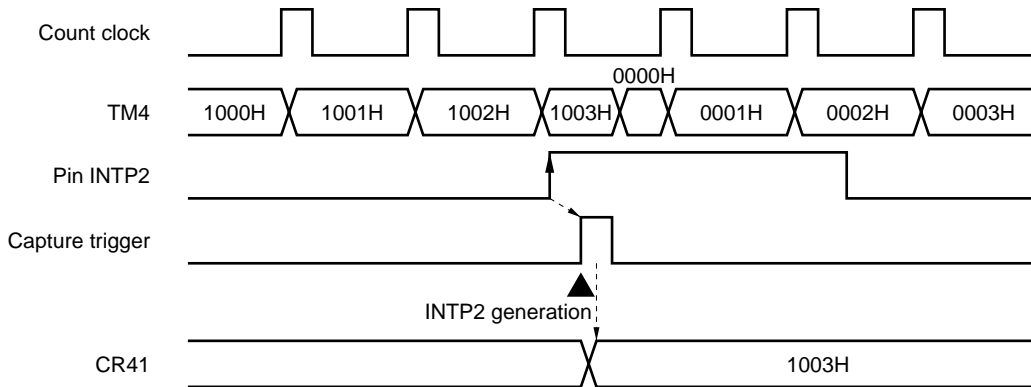 Count clock
0000H
TM4 1000H 1001H 1002H 1003H 0001H 0002H 0003H
Pin INTP2
Capture trigger
INTP2 generation
CR41 1003H